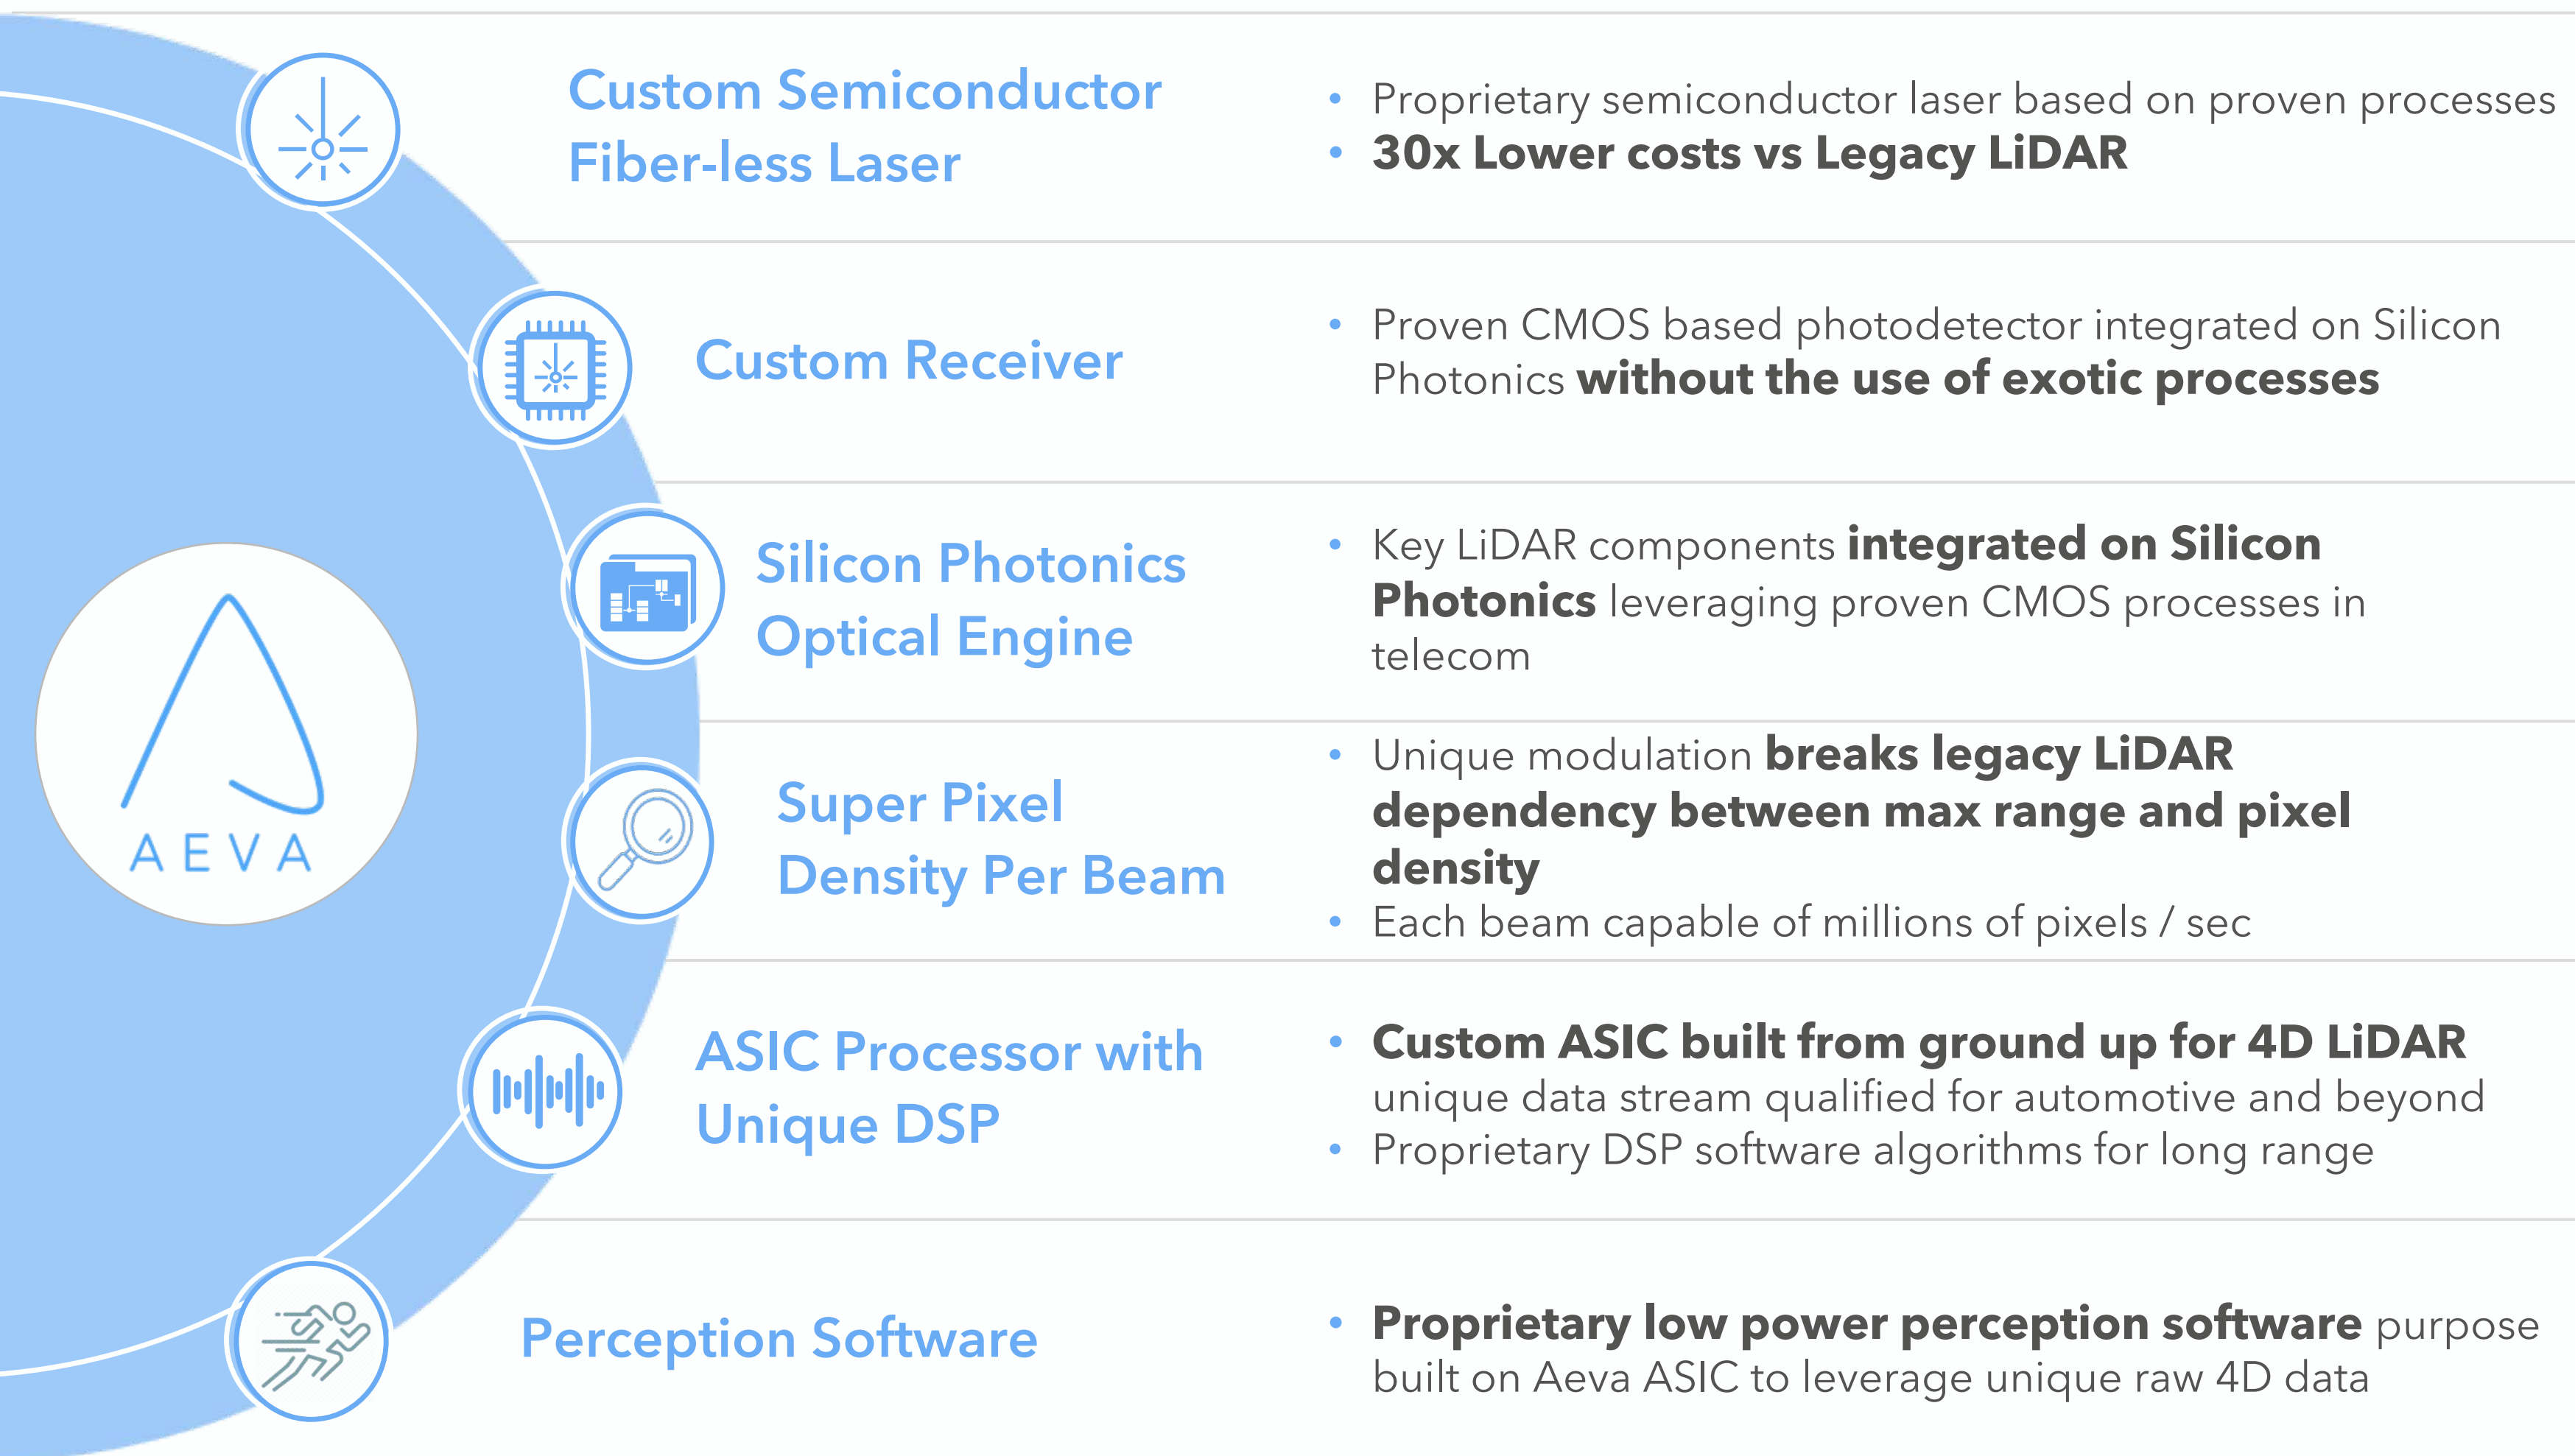 AEVA
Custom Semiconductor
Fiber-less Laser
• Proprietary semiconductor laser based on proven processes
• 30x Lower costs vs Legacy LiDAR
Custom Receiver
• Proven CMOS based photodetector integrated on Silicon
Photonics without the use of exotic processes
Silicon Photonics
Optical Engine
• Key LiDAR components integrated on Silicon
Photonics leveraging proven CMOS processes in
telecom
Super Pixel
Density Per Beam
• Unique modulation breaks legacy LiDAR
dependency between max range and pixel
density
• Each beam capable of millions of pixels / sec
ASIC Processor with
Unique DSP
• Custom ASIC built from ground up for 4D LiDAR
unique data stream qualified for automotive and beyond
• Proprietary DSP software algorithms for long range
Perception Software
• Proprietary low power perception software purpose
built on Aeva ASIC to leverage unique raw 4D data